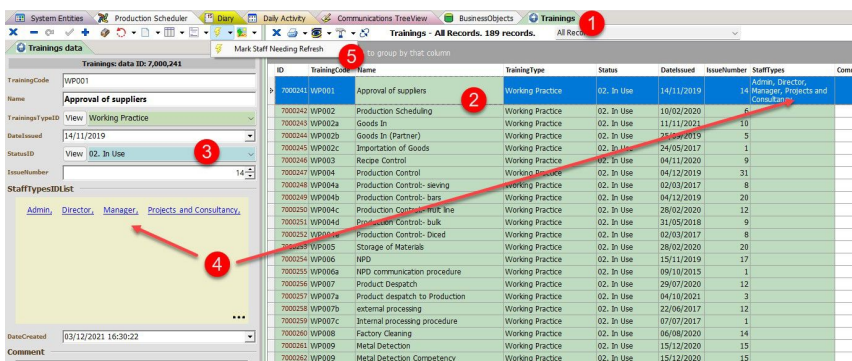 System Entities Production Scheduler Diary Daily Activity Communications TreeView BusinessObjects Trainings 1
Trainings - All Records. 189 records. All Records
Mark Staff Needing Refresh 5 to group by that column
Trainings data
Trainings: data ID: 7,000,241
TrainingCode WP001
Name Approval of suppliers
TrainingsTypeID View Working Practice
DateIssued 14/11/2019
StatusID View 02. In Use 3
IssueNumber 14
StaffTypesIDList
Admin, Director, Manager, Projects and Consultancy,
4
DateCreated 03/12/2021 16:30:22
Comment
ID TrainingCode Name TrainingType Status DateIssued IssueNumber StaffTypes
7000241 WP001 Approval of suppliers 2 Working Practice 02. In Use 14/11/2019 14 Admin, Director,
Manager, Projects and
Consultancy,
7000242 WP002 Production Scheduling Working Practice 02. In Use 10/02/2020 6
7000243 WP002a Goods In Working Practice 02. In Use 11/11/2021 10
7000244 WP002b Goods In (Partner) Working Practice 02. In Use 25/09/2019 5
7000245 WP002c Importation of Goods Working Practice 02. In Use 24/05/2017 1
7000246 WP003 Recipe Control Working Practice 02. In Use 04/11/2020 9
7000247 WP004 Production Control Working Practice 02. In Use 04/12/2019 31
7000248 WP004a Production Control:- sieving Working Practice 02. In Use 02/03/2017 8
7000249 WP004b Production Control:- bars Working Practice 02. In Use 04/12/2019 20
7000250 WP004c Production Control:- fruit line Working Practice 02. In Use 28/02/2020 12
7000251 WP004d Production Control:- bulk Working Practice 02. In Use 31/05/2018 9
7000252 Production Control:- Diced Working Practice 02. In Use 02/03/2017 8
7000253 WP005 Storage of Materials Working Practice 02. In Use 28/02/2020 20
7000254 WP006 NPD Working Practice 02. In Use 15/11/2019 17
7000255 WP006a NPD communication procedure Working Practice 02. In Use 09/10/2015 1
7000256 WP007 Product Despatch Working Practice 02. In Use 29/07/2020 12
7000257 WP007a Product despatch to Production Working Practice 02. In Use 04/10/2021 3
7000258 WP007b external processing Working Practice 02. In Use 22/06/2017 12
7000259 WP007c Internal processing procedure Working Practice 02. In Use 07/07/2017 1
7000260 WP008 Factory Cleaning Working Practice 02. In Use 06/08/2020 14
7000261 WP009 Metal Detection Working Practice 02. In Use 15/12/2020 15
7000262 WP009 Metal Detection Competency Working Practice 02. In Use 15/12/2020 15